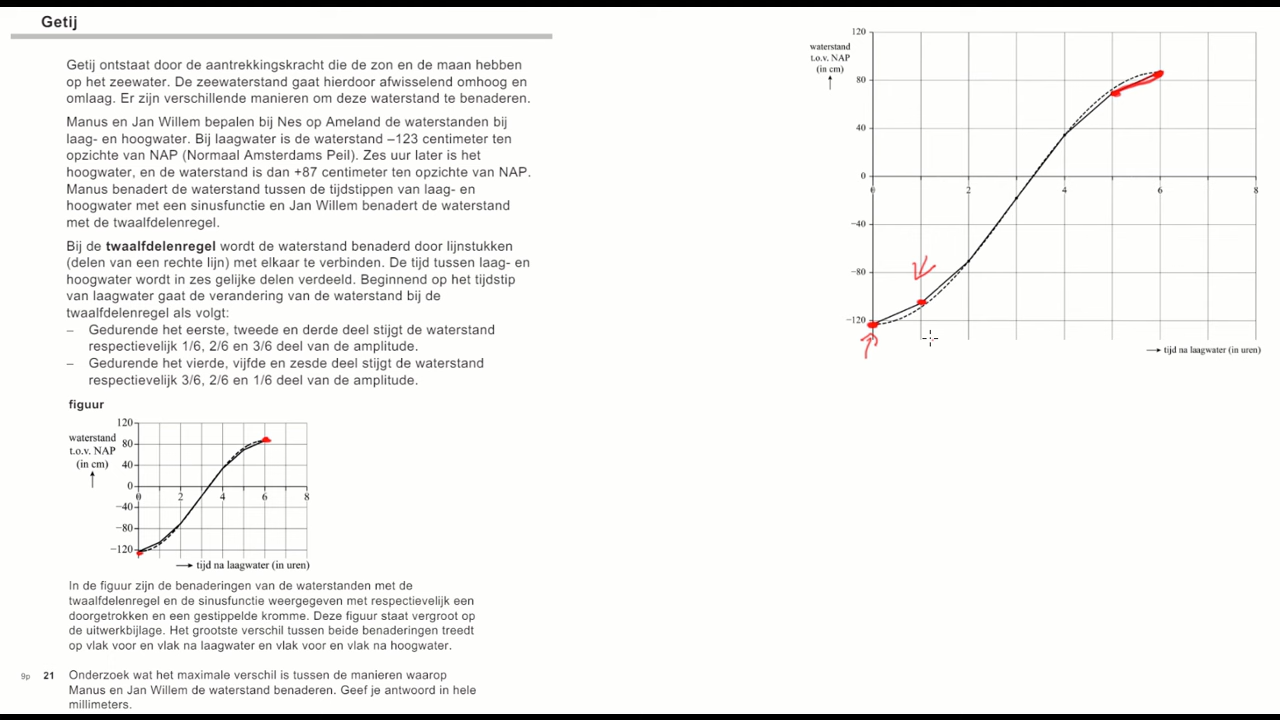 Getij
Getij ontstaat door de aantrekkingskracht die de zon en de maan hebben
op het zeewater. De zeewaterstand gaat hierdoor afwisselend omhoog en
omlaag. Er zijn verschillende manieren om deze waterstand te benaderen.
Manus en Jan Willem bepalen bij Nes op Ameland de waterstanden bij
laag- en hoogwater. Bij laagwater is de waterstand –123 centimeter ten
opzichte van NAP (Normaal Amsterdams Peil). Zes uur later is het
hoogwater, en de waterstand is dan +87 centimeter ten opzichte van NAP.
Manus benadert de waterstand tussen de tijdstippen van laag- en
hoogwater met een sinusfunctie en Jan Willem benadert de waterstand
met de twaalfdelenregel.
Bij de twaalfdelenregel wordt de waterstand benaderd door lijnstukken
(delen van een rechte lijn) met elkaar te verbinden. De tijd tussen laag- en
hoogwater wordt in zes gelijke delen verdeeld. Beginnend op het tijdstip
van laagwater gaat de verandering van de waterstand bij de
twaalfdelenregel als volgt:
– Gedurende het eerste, tweede en derde deel stijgt de waterstand
respectievelijk 1/6, 2/6 en 3/6 deel van de amplitude.
– Gedurende het vierde, vijfde en zesde deel stijgt de waterstand
respectievelijk 3/6, 2/6 en 1/6 deel van de amplitude.
figuur
waterstand
t.o.v. NAP
(in cm)
120
80
40
0
–40
–80
–120
0 2 4 6 8
tijd na laagwater (in uren)
In de figuur zijn de benaderingen van de waterstanden met de
twaalfdelenregel en de sinusfunctie weergegeven met respectievelijk een
doorgetrokken en een gestippelde kromme. Deze figuur staat vergroot op
de uitwerkbijlage. Het grootste verschil tussen beide benaderingen treedt
op vlak voor en vlak na laagwater en vlak voor en vlak na hoogwater.
9p 21 Onderzoek wat het maximale verschil is tussen de manieren waarop
Manus en Jan Willem de waterstand benaderen. Geef je antwoord in hele
millimeters.
waterstand
t.o.v. NAP
(in cm)
120
80
40
0
–40
–80
–120
0 2 4 6 8
tijd na laagwater (in uren)